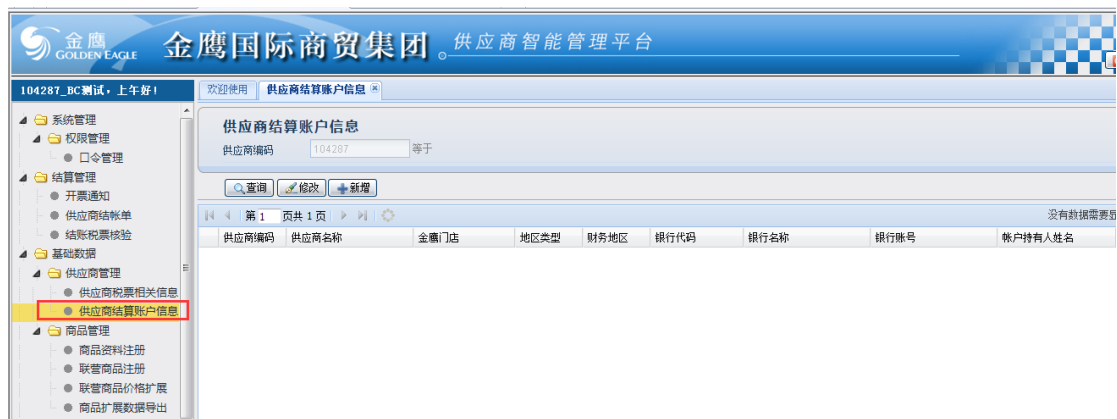 金鹰
GOLDEN EAGLE
金鹰国际商贸集团。供应商智能管理平台
104287_BC测试，上午好！
欢迎使用 供应商结算账户信息
系统管理
权限管理
口令管理
结算管理
开票通知
供应商结帐单
结账税票核验
基础数据
供应商管理
供应商税票相关信息
供应商结算账户信息
商品管理
商品资料注册
联营商品注册
联营商品价格扩展
商品扩展数据导出
供应商结算账户信息
供应商编码 104287 等于
查询 修改 新增
第 1 页共 1 页 没有数据需要显
供应商编码 供应商名称 金鹰门店 地区类型 财务地区 银行代码 银行名称 银行账号 帐户持有人姓名